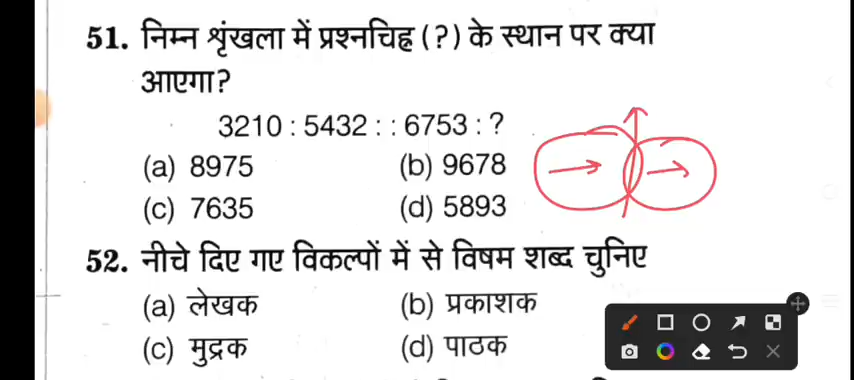 51. निम्न श्रृंखला में प्रश्नचिह्न (?) के स्थान पर क्या
आएगा?
3210 : 5432 : : 6753 : ?
(a) 8975 (b) 9678
(c) 7635 (d) 5893
52. नीचे दिए गए विकल्पों में से विषम शब्द चुनिए
(a) लेखक (b) प्रकाशक
(c) मुद्रक (d) पाठक